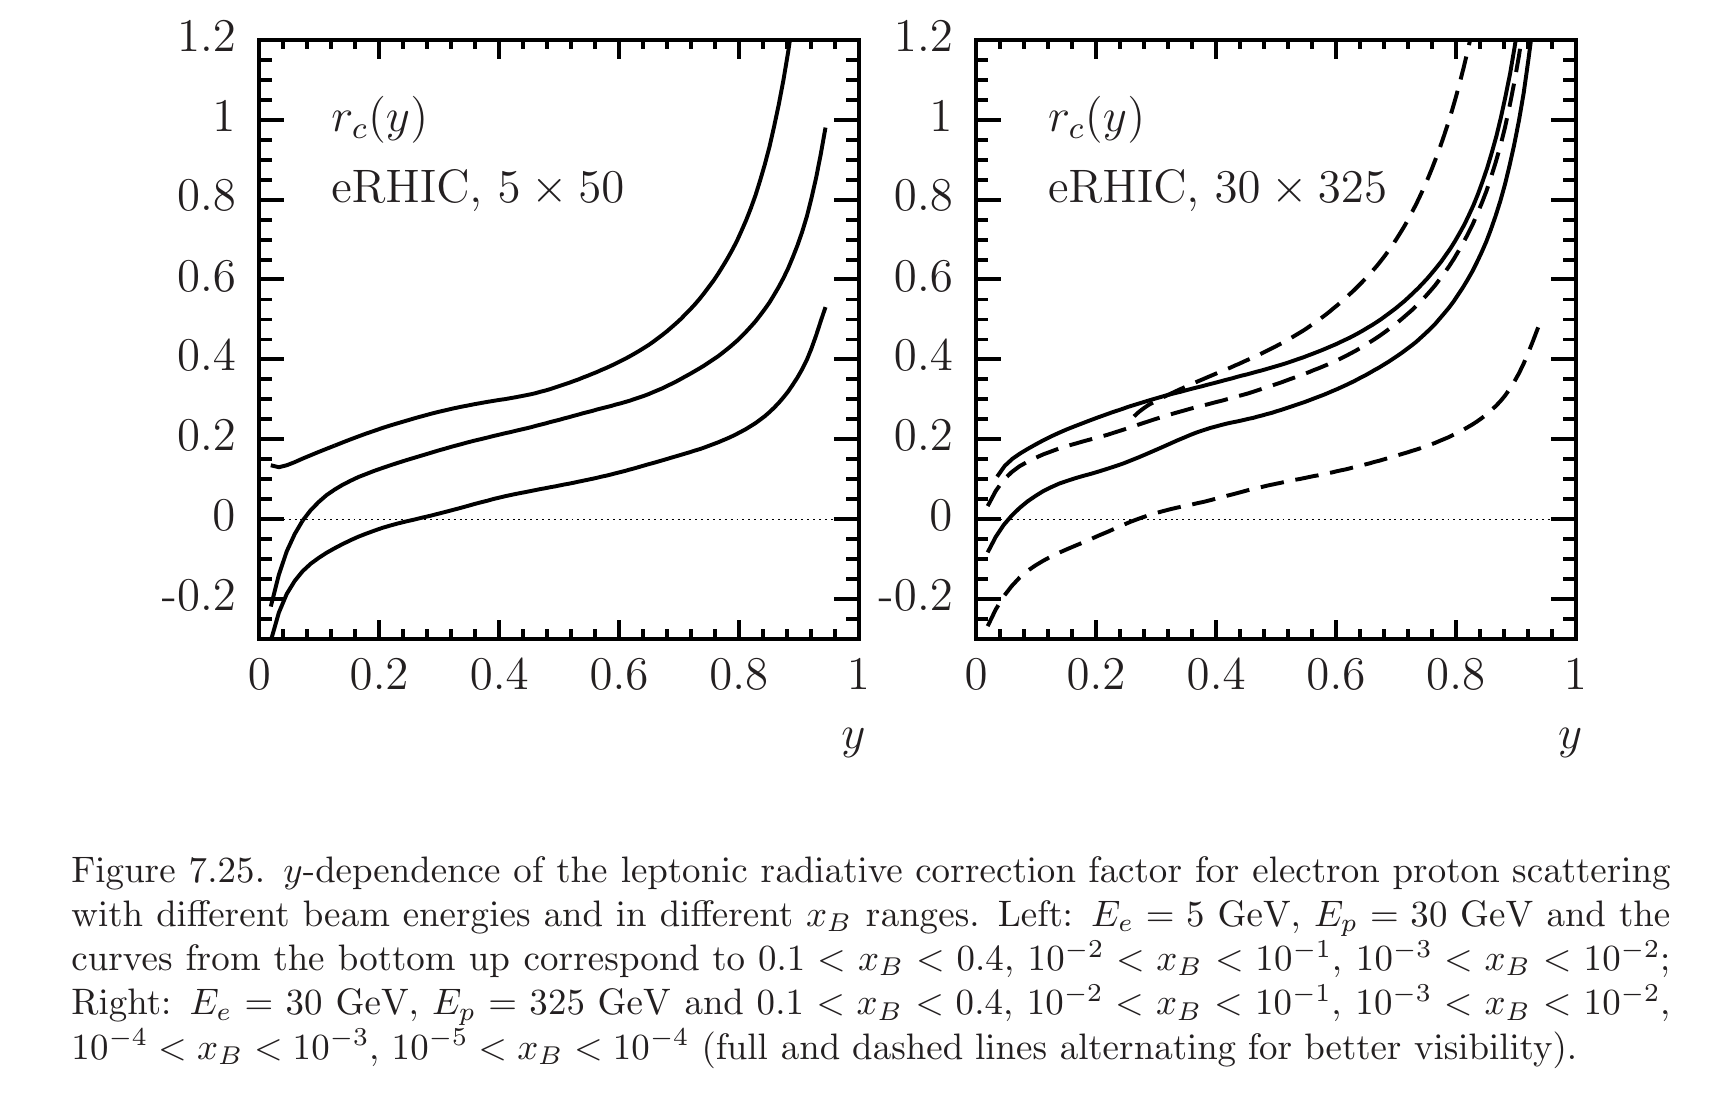 1.2
1
0.8
0.6
0.4
0.2
0
-0.2
r_c(y)
eRHIC, 5 × 50
0 0.2 0.4 0.6 0.8 1
y
1.2
1
0.8
0.6
0.4
0.2
0
-0.2
r_c(y)
eRHIC, 30 × 325
0 0.2 0.4 0.6 0.8 1
y
Figure 7.25. y-dependence of the leptonic radiative correction factor for electron proton scattering
with different beam energies and in different x_B ranges. Left: E_e = 5 GeV, E_p = 30 GeV and the
curves from the bottom up correspond to 0.1 < x_B < 0.4, 10^{−2} < x_B < 10^{−1}, 10^{−3} < x_B < 10^{−2};
Right: E_e = 30 GeV, E_p = 325 GeV and 0.1 < x_B < 0.4, 10^{−2} < x_B < 10^{−1}, 10^{−3} < x_B < 10^{−2},
10^{−4} < x_B < 10^{−3}, 10^{−5} < x_B < 10^{−4} (full and dashed lines alternating for better visibility).